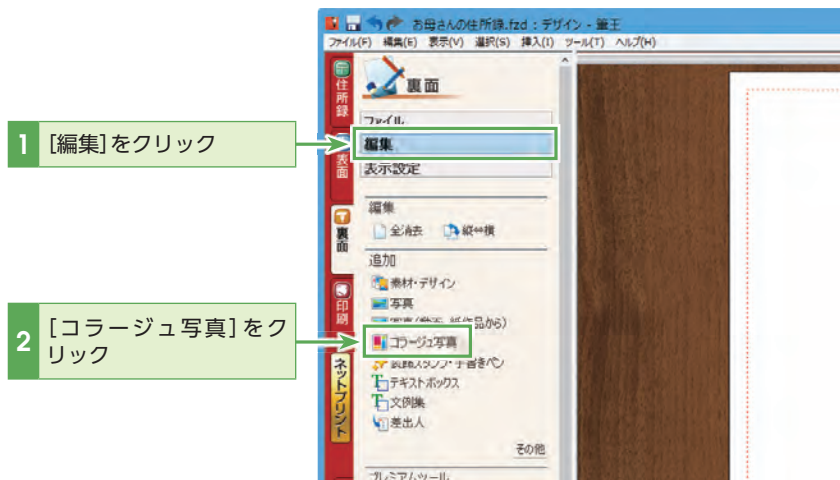 お母さんの住所録.fzd : デザイン - 筆王
ファイル(F) 編集(E) 表示(V) 選択(S) 挿入(I) ツール(T) ヘルプ(H)
住所録
表面
裏面
印刷
ネットプリント
裏面
ファイル
1 [編集]をクリック
編集
表示設定
編集
全消去 縦⇔横
追加
素材・デザイン
写真
2 [コラージュ写真]をク
リック
コラージュ写真
テキストボックス
文例集
差出人
その他
プレミアムツール